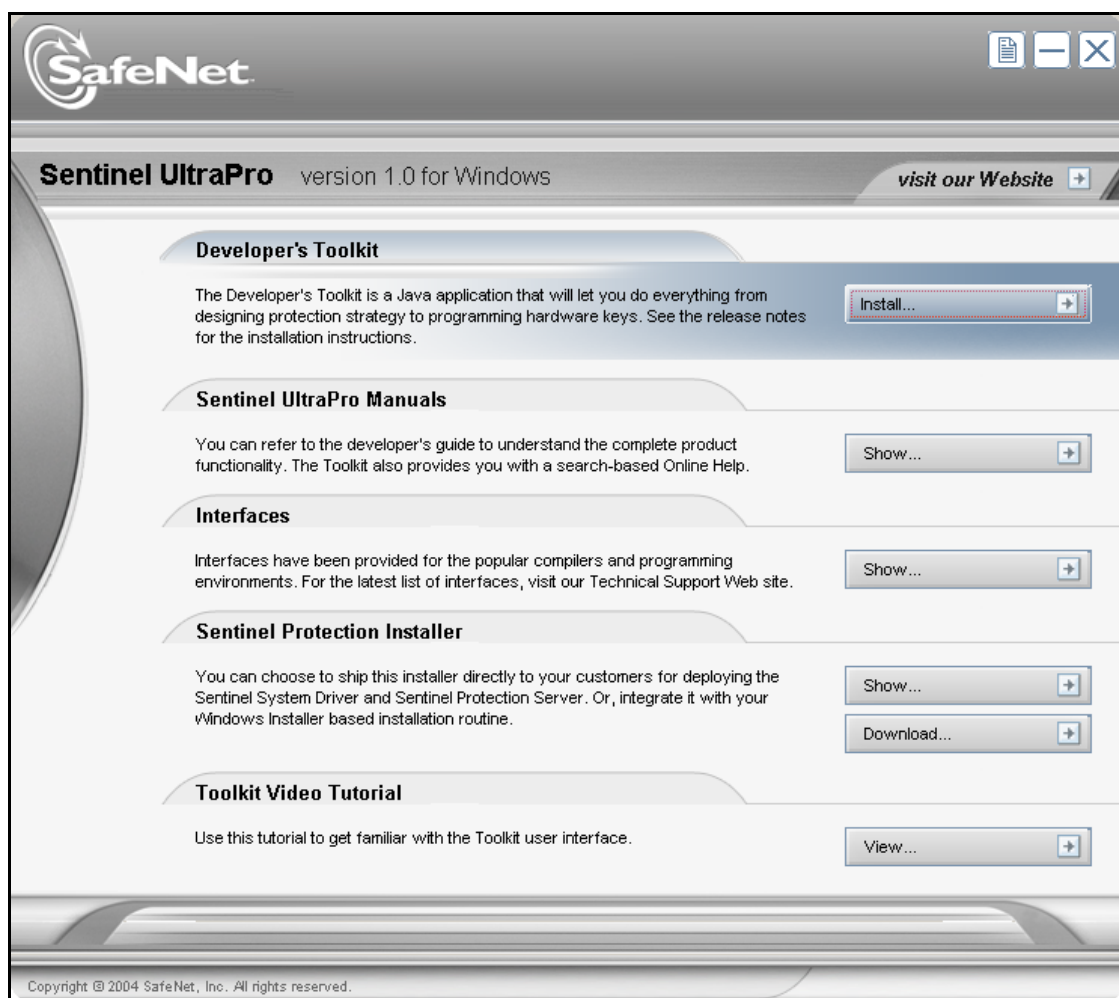 SafeNet
Sentinel UltraPro version 1.0 for Windows
visit our Website
Developer's Toolkit
The Developer's Toolkit is a Java application that will let you do everything from
designing protection strategy to programming hardware keys. See the release notes
for the installation instructions.
Install...
Sentinel UltraPro Manuals
You can refer to the developer's guide to understand the complete product
functionality. The Toolkit also provides you with a search-based Online Help.
Show...
Interfaces
Interfaces have been provided for the popular compilers and programming
environments. For the latest list of interfaces, visit our Technical Support Web site.
Show...
Sentinel Protection Installer
You can choose to ship this installer directly to your customers for deploying the
Sentinel System Driver and Sentinel Protection Server. Or, integrate it with your
Windows Installer based installation routine.
Show...
Download...
Toolkit Video Tutorial
Use this tutorial to get familiar with the Toolkit user interface.
View...
Copyright © 2004 SafeNet, Inc. All rights reserved.